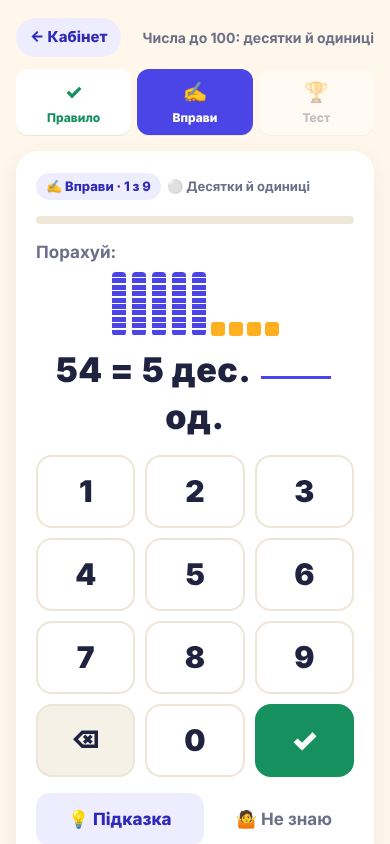 ← Кабінет
Числа до 100: десятки й одиниці
✓ Правило
✍️ Вправи
🏆 Тест
✍️ Вправи · 1 з 9
⚪ Десятки й одиниці
Порахуй:
54 = 5 дес. ____
од.
1 2 3
4 5 6
7 8 9
⌫ 0 ✓
💡 Підказка
🤷 Не знаю